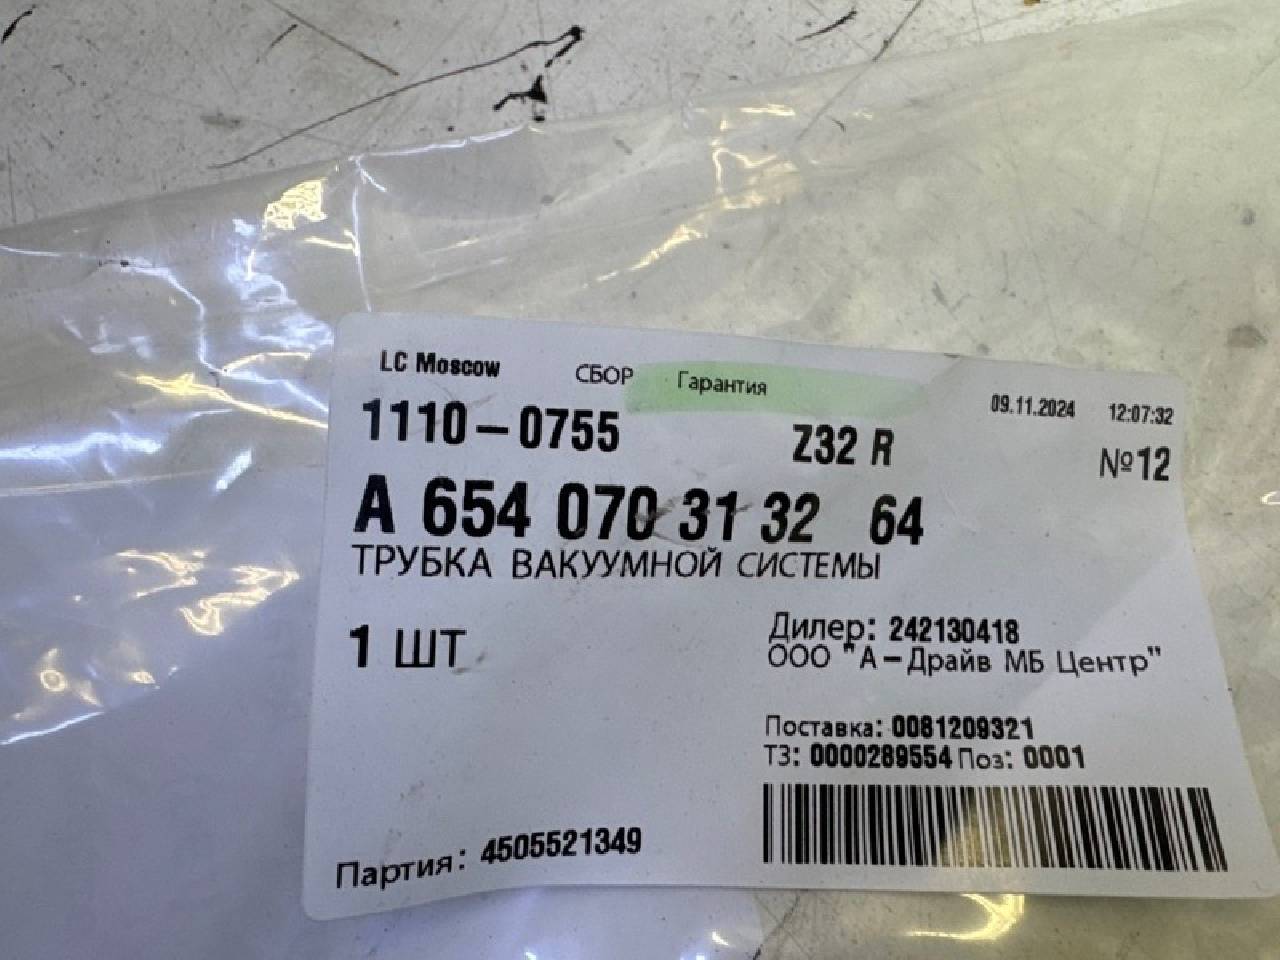 LC Moscow СБОР Гарантия 09.11.2024 12:07:32
1110-0755 Z32 R №12
A 654 070 31 32 64
ТРУБКА ВАКУУМНОЙ СИСТЕМЫ
1 ШТ Дилер: 242130418
ООО "А-Драйв МБ Центр"
Поставка: 0081209321
ТЗ: 0000289554 Поз: 0001
Партия: 4505521349